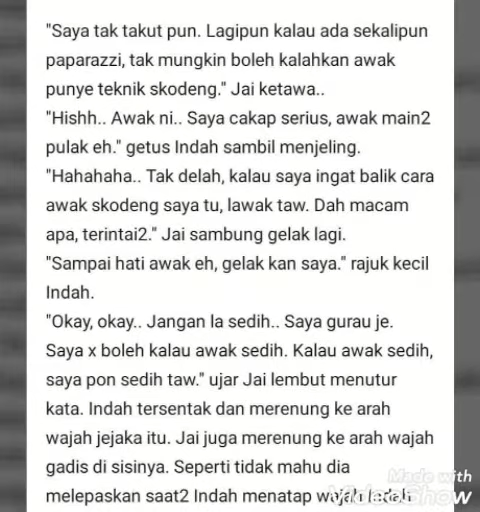 "Saya tak takut pun. Lagipun kalau ada sekalipun
paparazzi, tak mungkin boleh kalahkan awak
punye teknik skodeng." Jai ketawa..
"Hishh.. Awak ni.. Saya cakap serius, awak main2
pulak eh." getus Indah sambil menjeling.
"Hahahaha.. Tak delah, kalau saya ingat balik cara
awak skodeng saya tu, lawak taw. Dah macam
apa, terintai2." Jai sambung gelak lagi.
"Sampai hati awak eh, gelak kan saya." rajuk kecil
Indah.
"Okay, okay.. Jangan la sedih.. Saya gurau je.
Saya x boleh kalau awak sedih. Kalau awak sedih,
saya pon sedih taw." ujar Jai lembut menutur
kata. Indah tersentak dan merenung ke arah
wajah jejaka itu. Jai juga merenung ke arah wajah
gadis di sisinya. Seperti tidak mahu dia
melepaskan saat2 Indah menatap wajah Indah
Made with
VideoShow